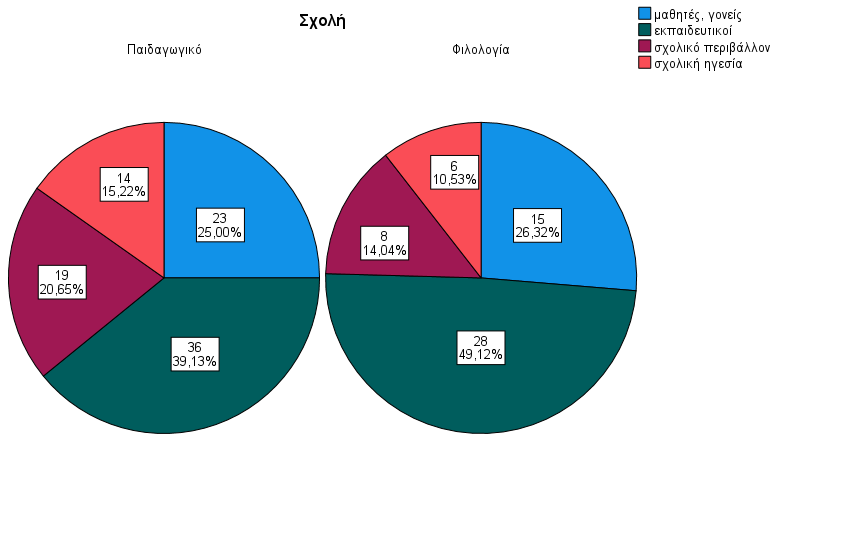 Σχολή
Παιδαγωγικό
Φιλολογία
μαθητές, γονείς
εκπαιδευτικοί
σχολικό περιβάλλον
σχολική ηγεσία
14
15,22%
23
25,00%
19
20,65%
36
39,13%
6
10,53%
15
26,32%
8
14,04%
28
49,12%